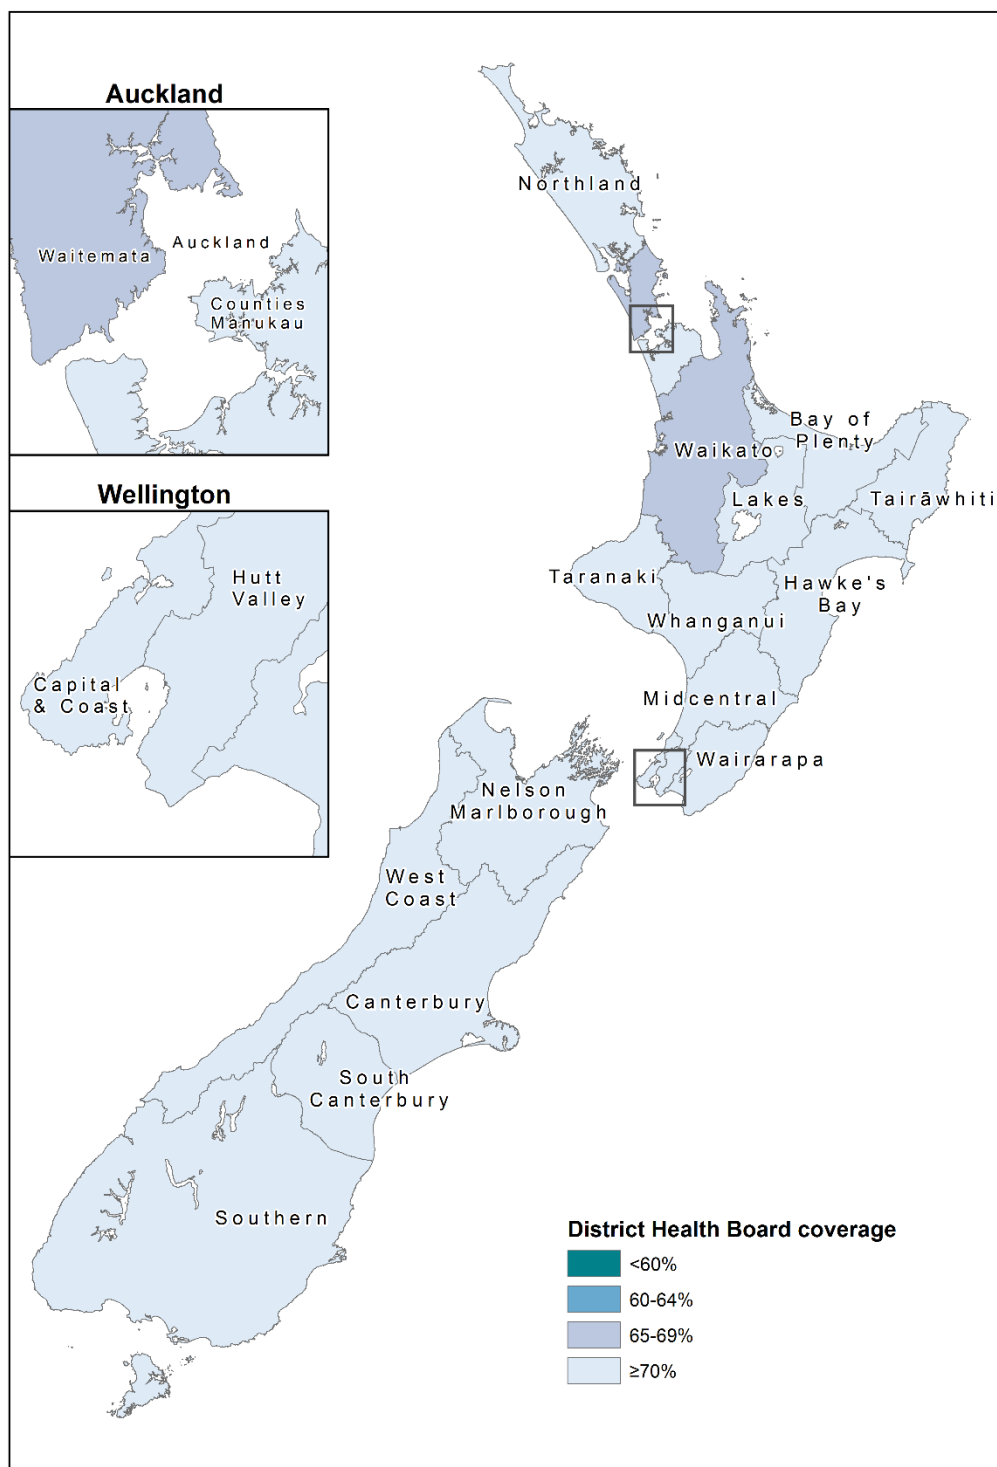 Auckland
Waitemata
Auckland
Counties
Manukau
Wellington
Hutt
Valley
Capital
& Coast
Northland
Waikato
Bay of
Plenty
Lakes
Tairāwhiti
Taranaki
Hawke's
Bay
Whanganui
Midcentral
Wairarapa
Nelson
Marlborough
West
Coast
Canterbury
South
Canterbury
Southern
District Health Board coverage
<60%
60-64%
65-69%
≥70%